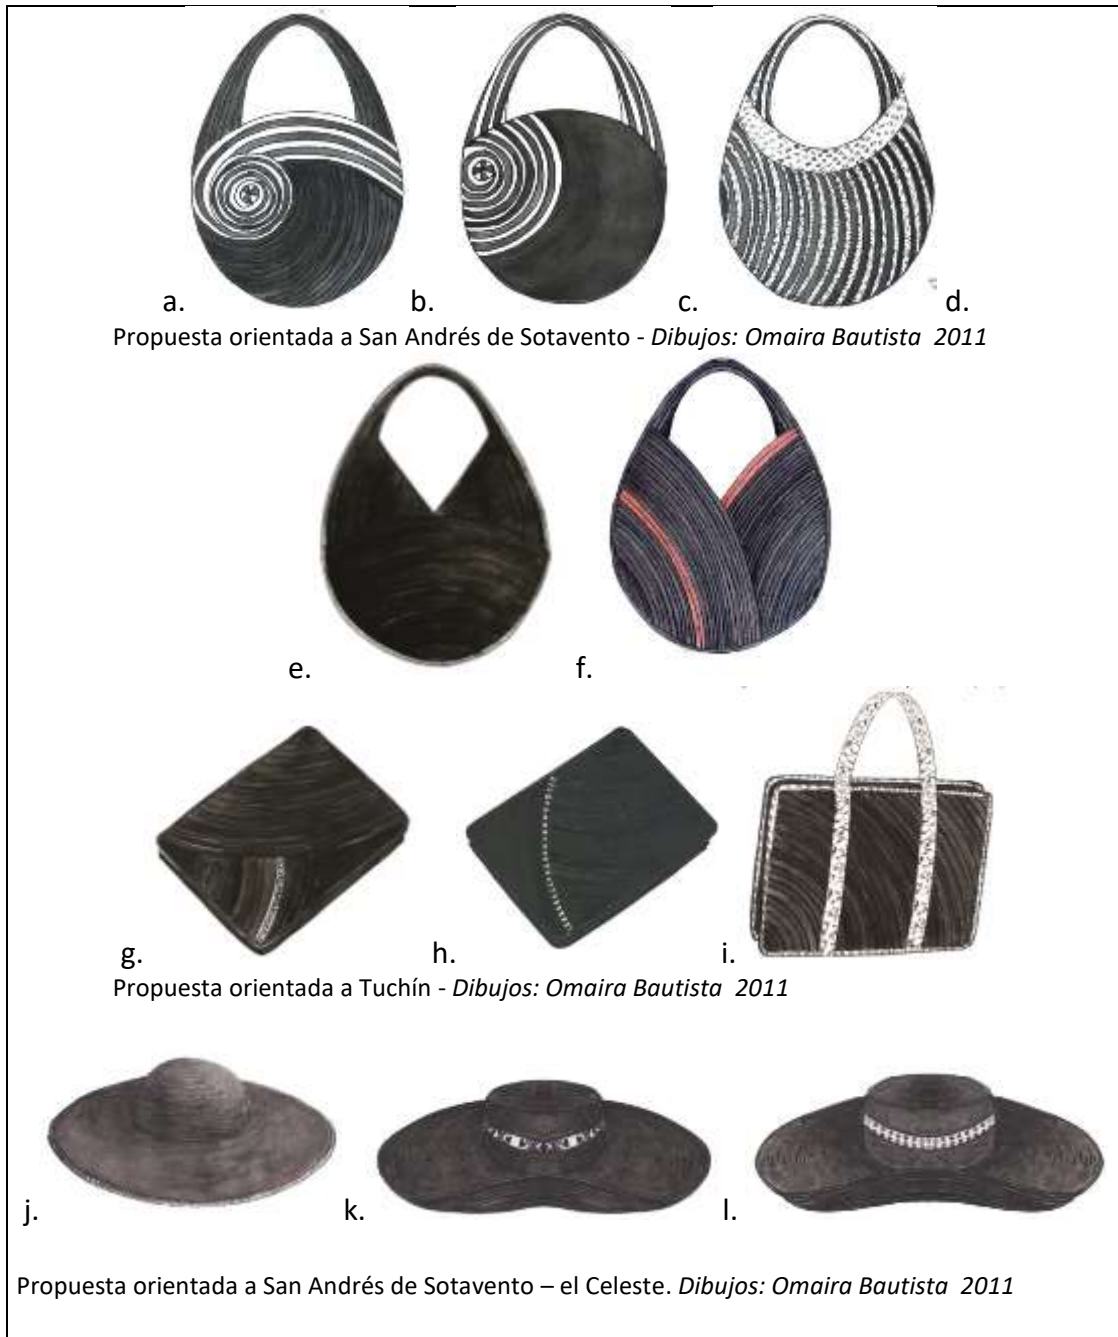 a. b. c. d.
Propuesta orientada a San Andrés de Sotavento - Dibujos: Omaira Bautista 2011
e. f.
g. h. i.
Propuesta orientada a Tuchín - Dibujos: Omaira Bautista 2011
j. k. l.
Propuesta orientada a San Andrés de Sotavento – el Celeste. Dibujos: Omaira Bautista 2011